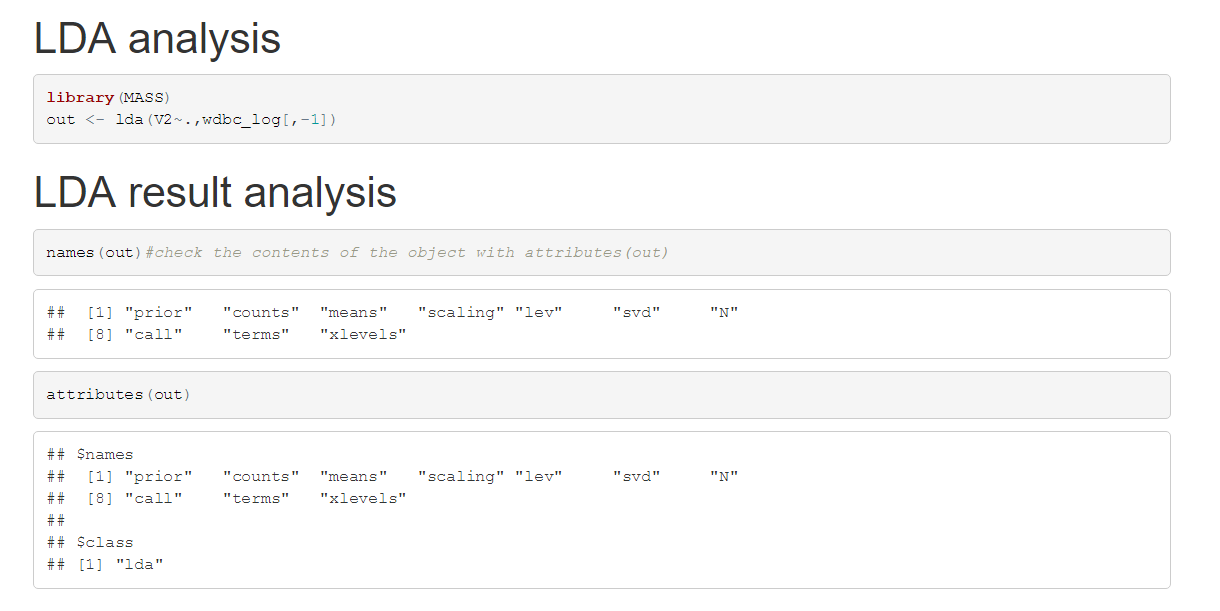 LDA analysis
library(MASS)
out <- lda(V2~.,wdbc_log[,-1])
LDA result analysis
names(out)#check the contents of the object with attributes(out)
##  [1] "prior"   "counts"  "means"   "scaling" "lev"     "svd"     "N"
##  [8] "call"    "terms"   "xlevels"
attributes(out)
## $names
##  [1] "prior"   "counts"  "means"   "scaling" "lev"     "svd"     "N"
##  [8] "call"    "terms"   "xlevels"
##
## $class
## [1] "lda"